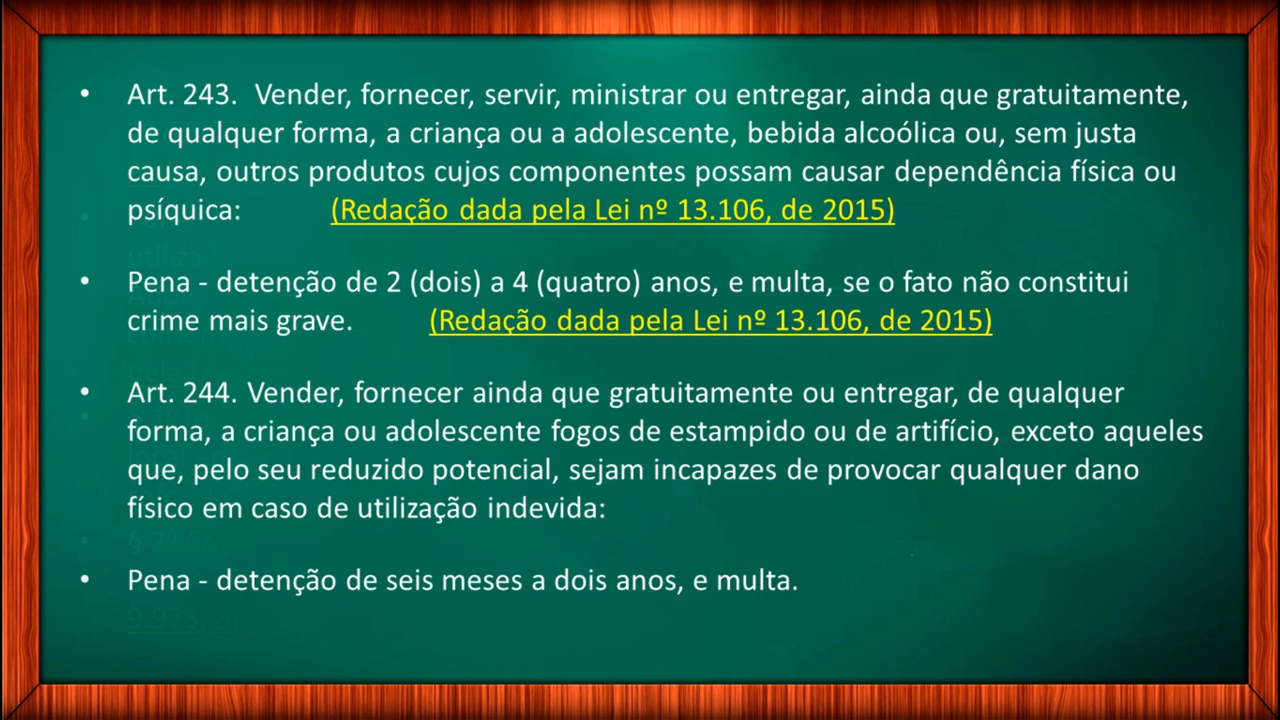 • Art. 243.  Vender, fornecer, servir, ministrar ou entregar, ainda que gratuitamente,
de qualquer forma, a criança ou a adolescente, bebida alcoólica ou, sem justa
causa, outros produtos cujos componentes possam causar dependência física ou
psíquica: (Redação dada pela Lei nº 13.106, de 2015)
• Pena - detenção de 2 (dois) a 4 (quatro) anos, e multa, se o fato não constitui
crime mais grave. (Redação dada pela Lei nº 13.106, de 2015)
• Art. 244. Vender, fornecer ainda que gratuitamente ou entregar, de qualquer
forma, a criança ou adolescente fogos de estampido ou de artifício, exceto aqueles
que, pelo seu reduzido potencial, sejam incapazes de provocar qualquer dano
físico em caso de utilização indevida:
• Pena - detenção de seis meses a dois anos, e multa.